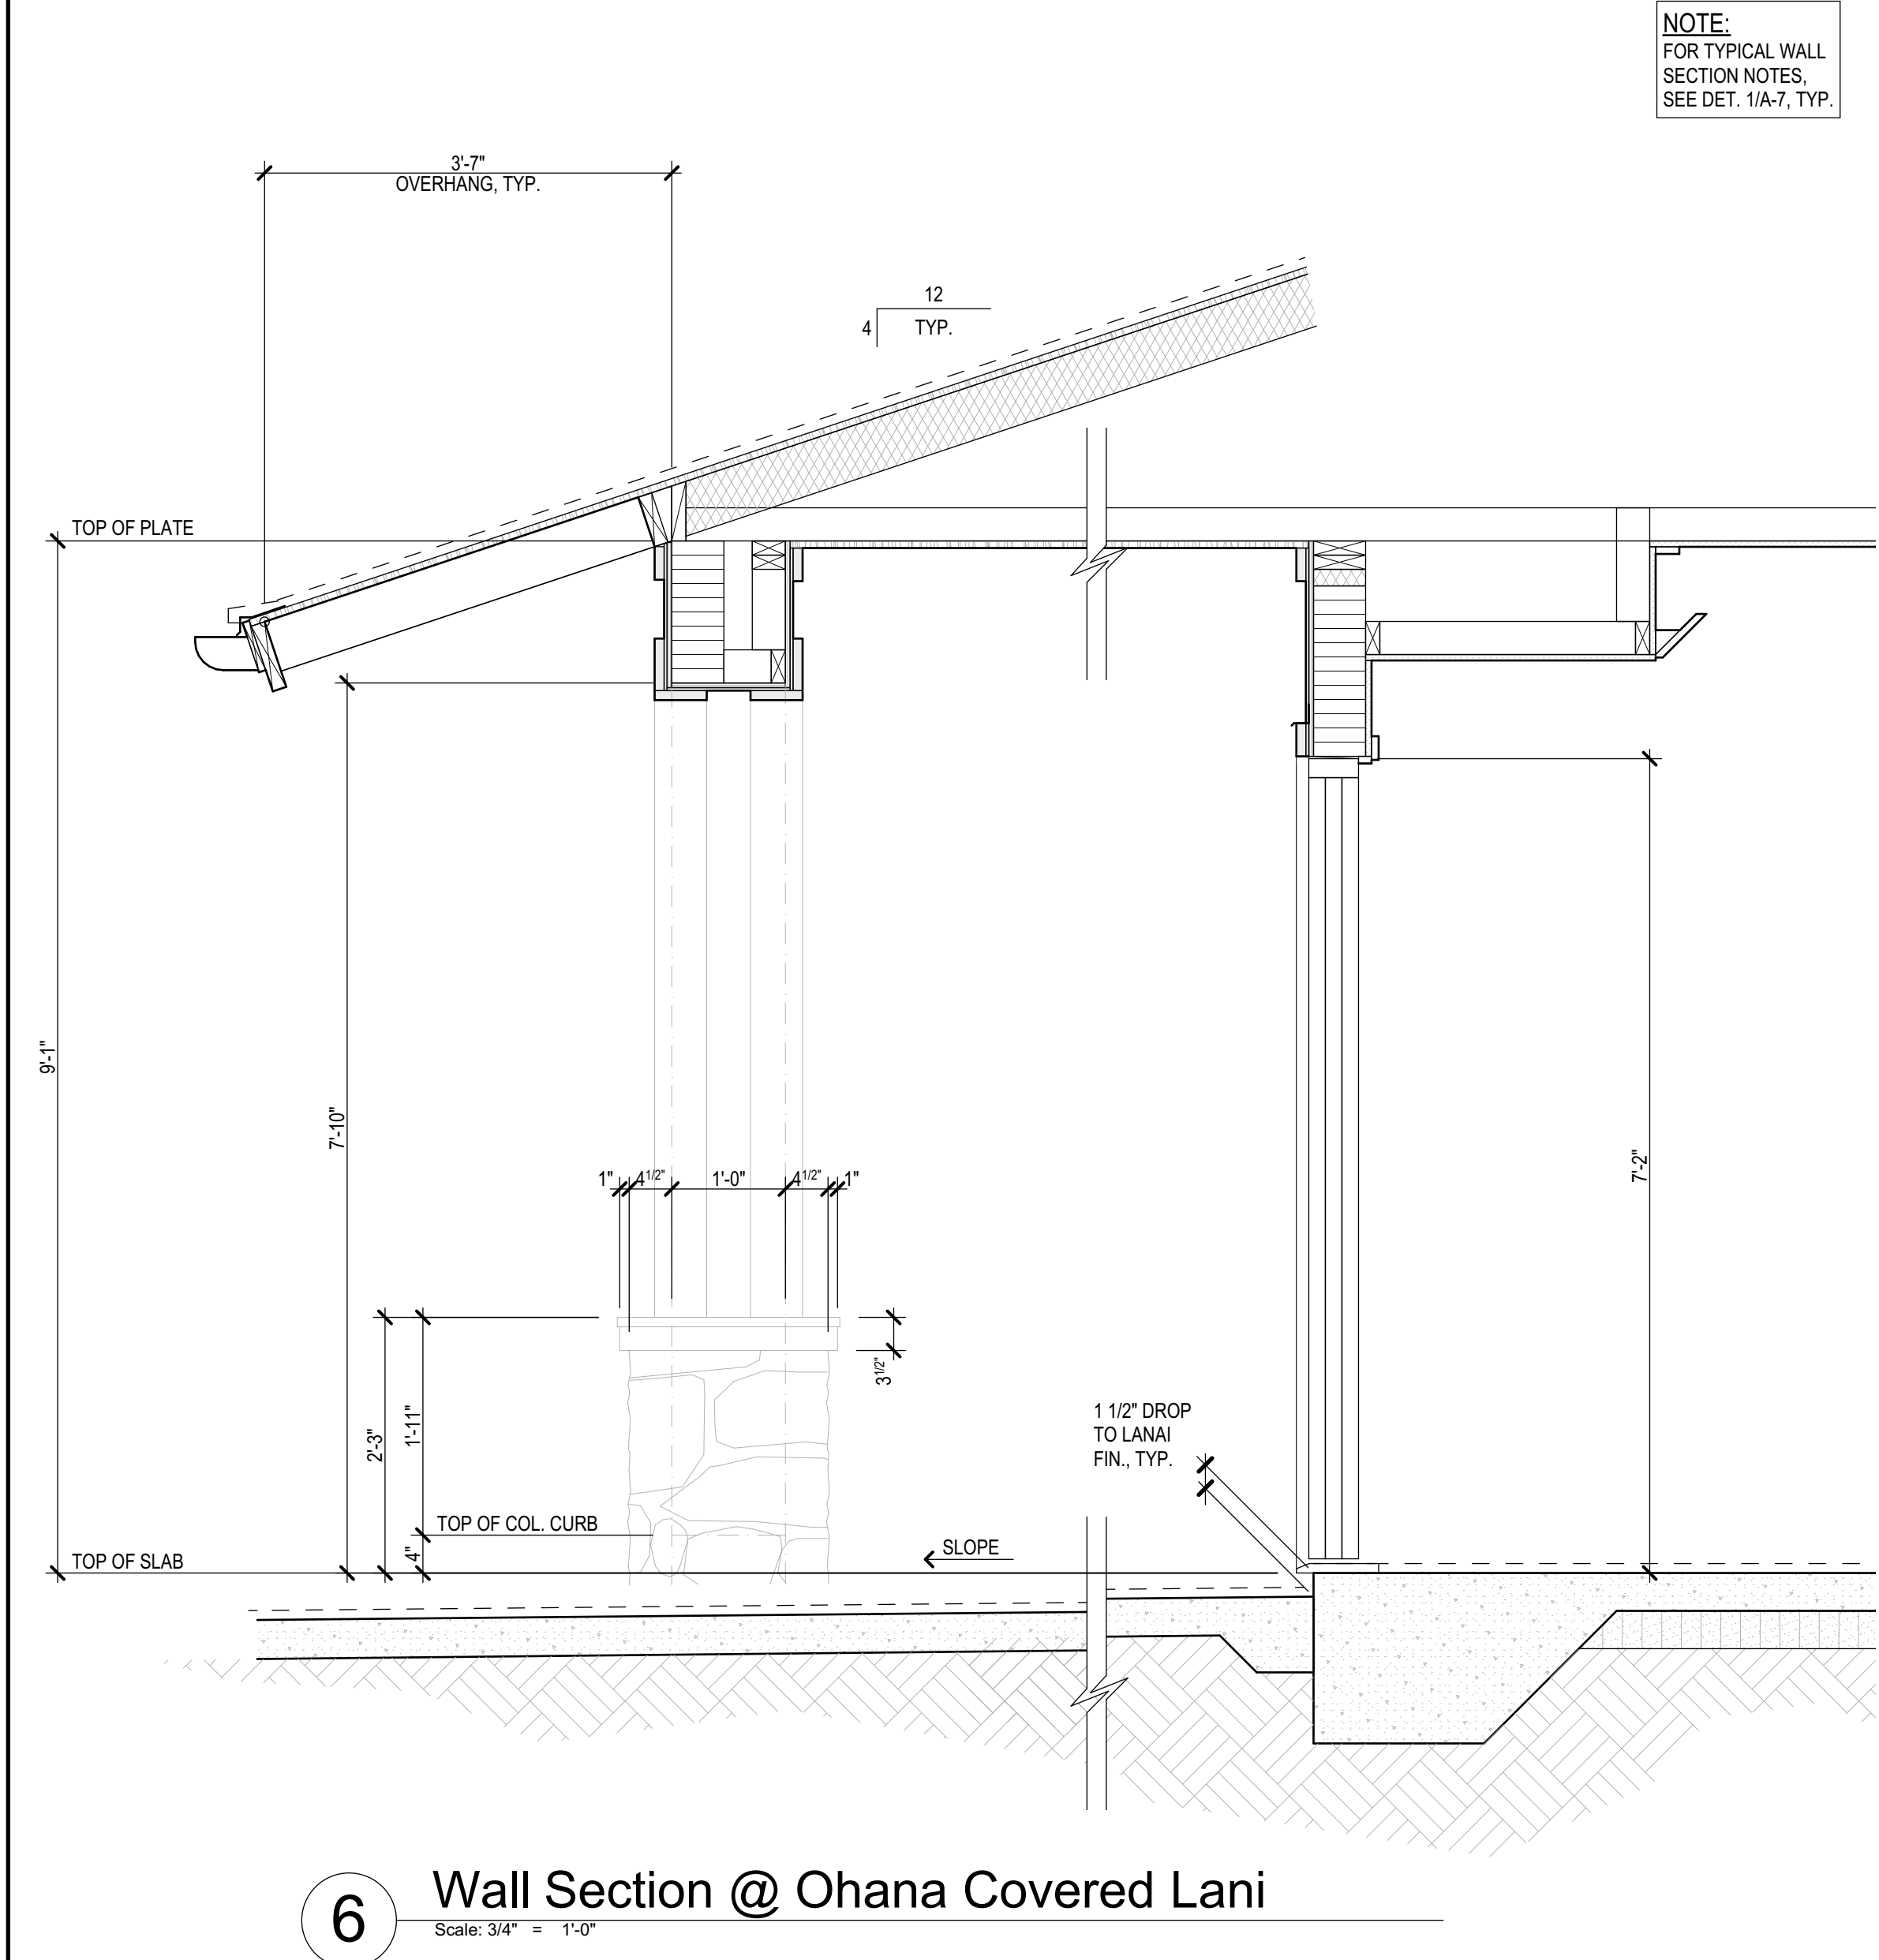 NOTE:
FOR TYPICAL WALL
SECTION NOTES,
SEE DET. 1/A-7, TYP.
3'-7"
OVERHANG, TYP.
12
4
TYP.
TOP OF PLATE
9'-1"
7'-10"
7'-2"
1"
4 1/2"
1'-0"
4 1/2"
1"
3 1/2"
2'-3"
1'-11"
4"
1 1/2" DROP
TO LANAI
FIN., TYP.
TOP OF COL. CURB
SLOPE
TOP OF SLAB
6
Wall Section @ Ohana Covered Lani
Scale: 3/4" = 1'-0"